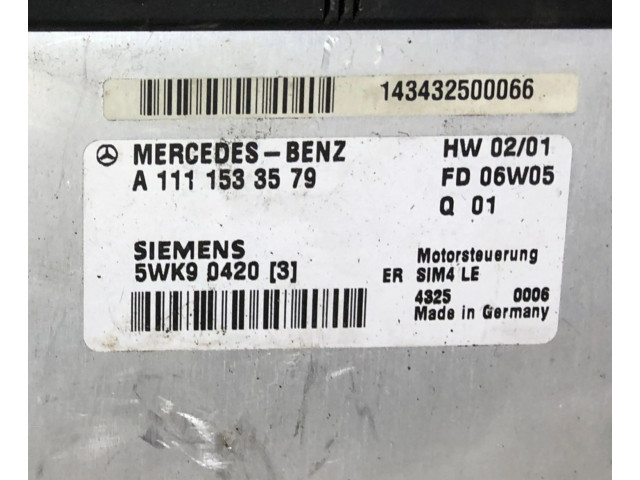 143432500066
MERCEDES-BENZ HW 02/01
A 111 153 35 79 FD 06W05
Q 01
SIEMENS Motorsteuerung
5WK9 0420 [3] ER SIM4 LE
4325 0006
Made in Germany